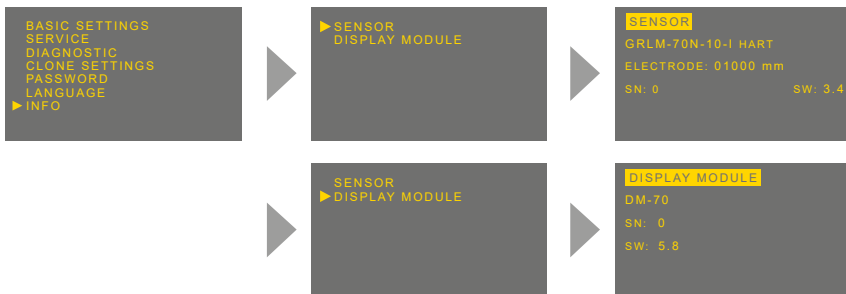 BASIC SETTINGS
SERVICE
DIAGNOSTIC
CLONE SETTINGS
PASSWORD
LANGUAGE
INFO
SENSOR
DISPLAY MODULE
SENSOR
GRLM-70N-10-I HART
ELECTRODE: 01000 mm
SN: 0 SW: 3.4
SENSOR
DISPLAY MODULE
DISPLAY MODULE
DM-70
SN: 0
SW: 5.8